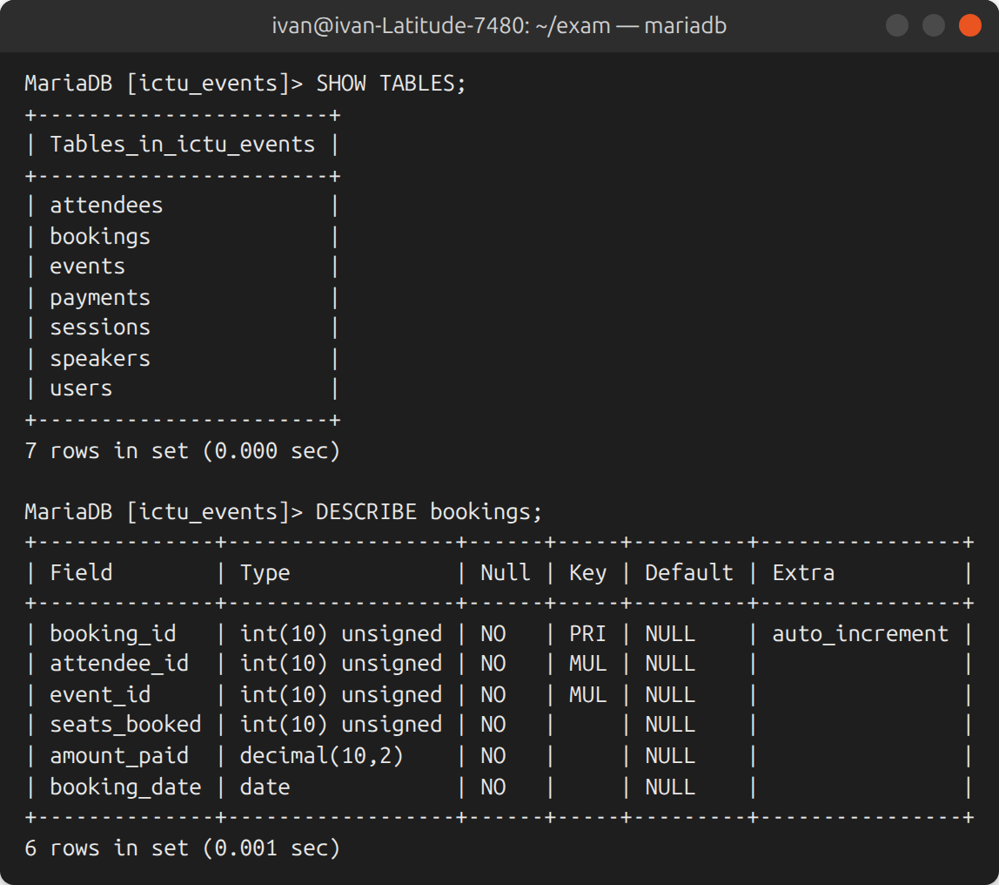 ivan@ivan-Latitude-7480: ~/exam — mariadb
MariaDB [ictu_events]> SHOW TABLES;
+-----------------------+
| Tables_in_ictu_events |
+-----------------------+
| attendees             |
| bookings              |
| events                |
| payments              |
| sessions              |
| speakers              |
| users                 |
+-----------------------+
7 rows in set (0.000 sec)

MariaDB [ictu_events]> DESCRIBE bookings;
+--------------+------------------+------+-----+---------+----------------+
| Field        | Type             | Null | Key | Default | Extra          |
+--------------+------------------+------+-----+---------+----------------+
| booking_id   | int(10) unsigned | NO   | PRI | NULL    | auto_increment |
| attendee_id  | int(10) unsigned | NO   | MUL | NULL    |                |
| event_id     | int(10) unsigned | NO   | MUL | NULL    |                |
| seats_booked | int(10) unsigned | NO   |     | NULL    |                |
| amount_paid  | decimal(10,2)    | NO   |     | NULL    |                |
| booking_date | date             | NO   |     | NULL    |                |
+--------------+------------------+------+-----+---------+----------------+
6 rows in set (0.001 sec)